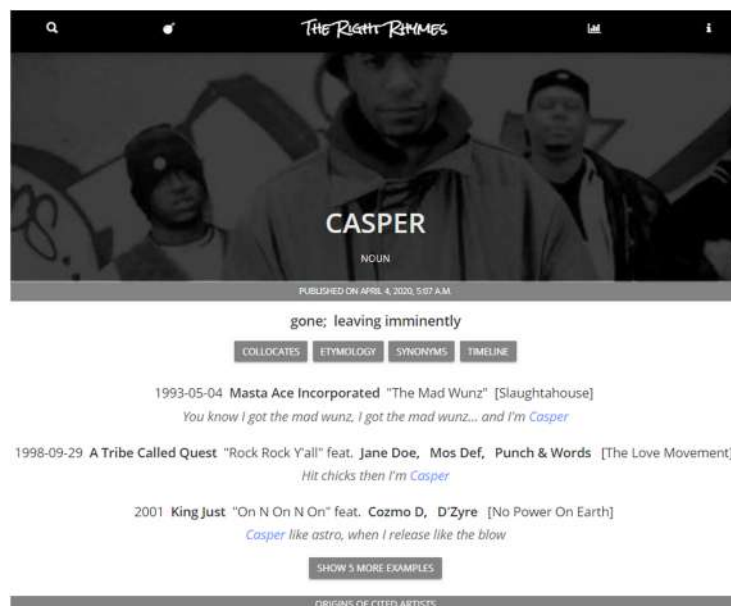 THE RIGHT RHYMES
CASPER
NOUN
PUBLISHED ON APRIL 4, 2020, 5:07 A.M.
gone; leaving imminently
COLLOCATES ETYMOLOGY SYNONYMS TIMELINE
1993-05-04 Masta Ace Incorporated "The Mad Wunz" [Slaughtahouse]
You know I got the mad wunz, I got the mad wunz... and I'm Casper
1998-09-29 A Tribe Called Quest "Rock Rock Y'all" feat. Jane Doe, Mos Def, Punch & Words [The Love Movement]
Hit chicks then I'm Casper
2001 King Just "On N On N On" feat. Cozmo D, D'Zyre [No Power On Earth]
Casper like astro, when I release like the blow
SHOW 5 MORE EXAMPLES
ORIGINS OF CITED ARTISTS